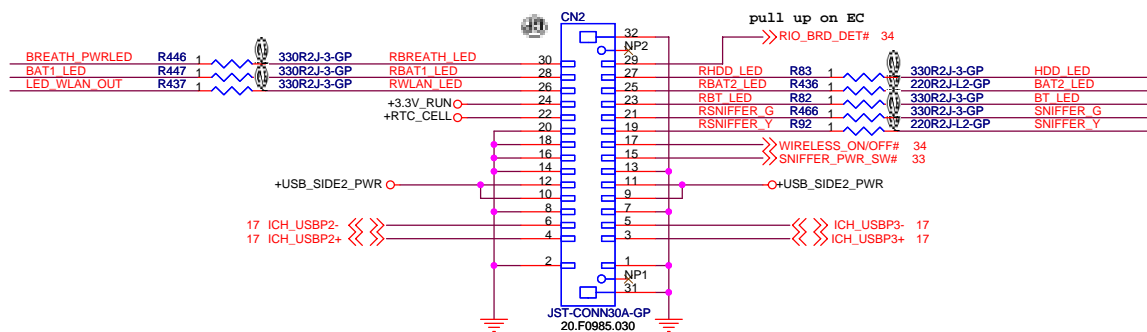 CN2
pull up on EC
32
RIO_BRD_DET# 34
NP2
BREATH_PWRLED R446 1 330R2J-3-GP RBREATH_LED 30 29
BAT1_LED R447 1 330R2J-3-GP RBAT1_LED 28 27 RHDD_LED R83 1 330R2J-3-GP HDD_LED
LED_WLAN_OUT R437 1 330R2J-3-GP RWLAN_LED 26 25 RBAT2_LED R436 1 220R2J-L2-GP BAT2_LED
+3.3V_RUN 24 23 RBT_LED R82 1 330R2J-3-GP BT_LED
+RTC_CELL 22 21 RSNIFFER_G R466 1 330R2J-3-GP SNIFFER_G
20 19 RSNIFFER_Y R92 1 220R2J-L2-GP SNIFFER_Y
18 17 WIRELESS_ON/OFF# 34
16 15 SNIFFER_PWR_SW# 33
14 13
+USB_SIDE2_PWR 12 11 +USB_SIDE2_PWR
10 9
8 7
17 ICH_USBP2- 6 5 ICH_USBP3- 17
17 ICH_USBP2+ 4 3 ICH_USBP3+ 17
2 1
NP1
31
JST-CONN30A-GP
20.F0985.030